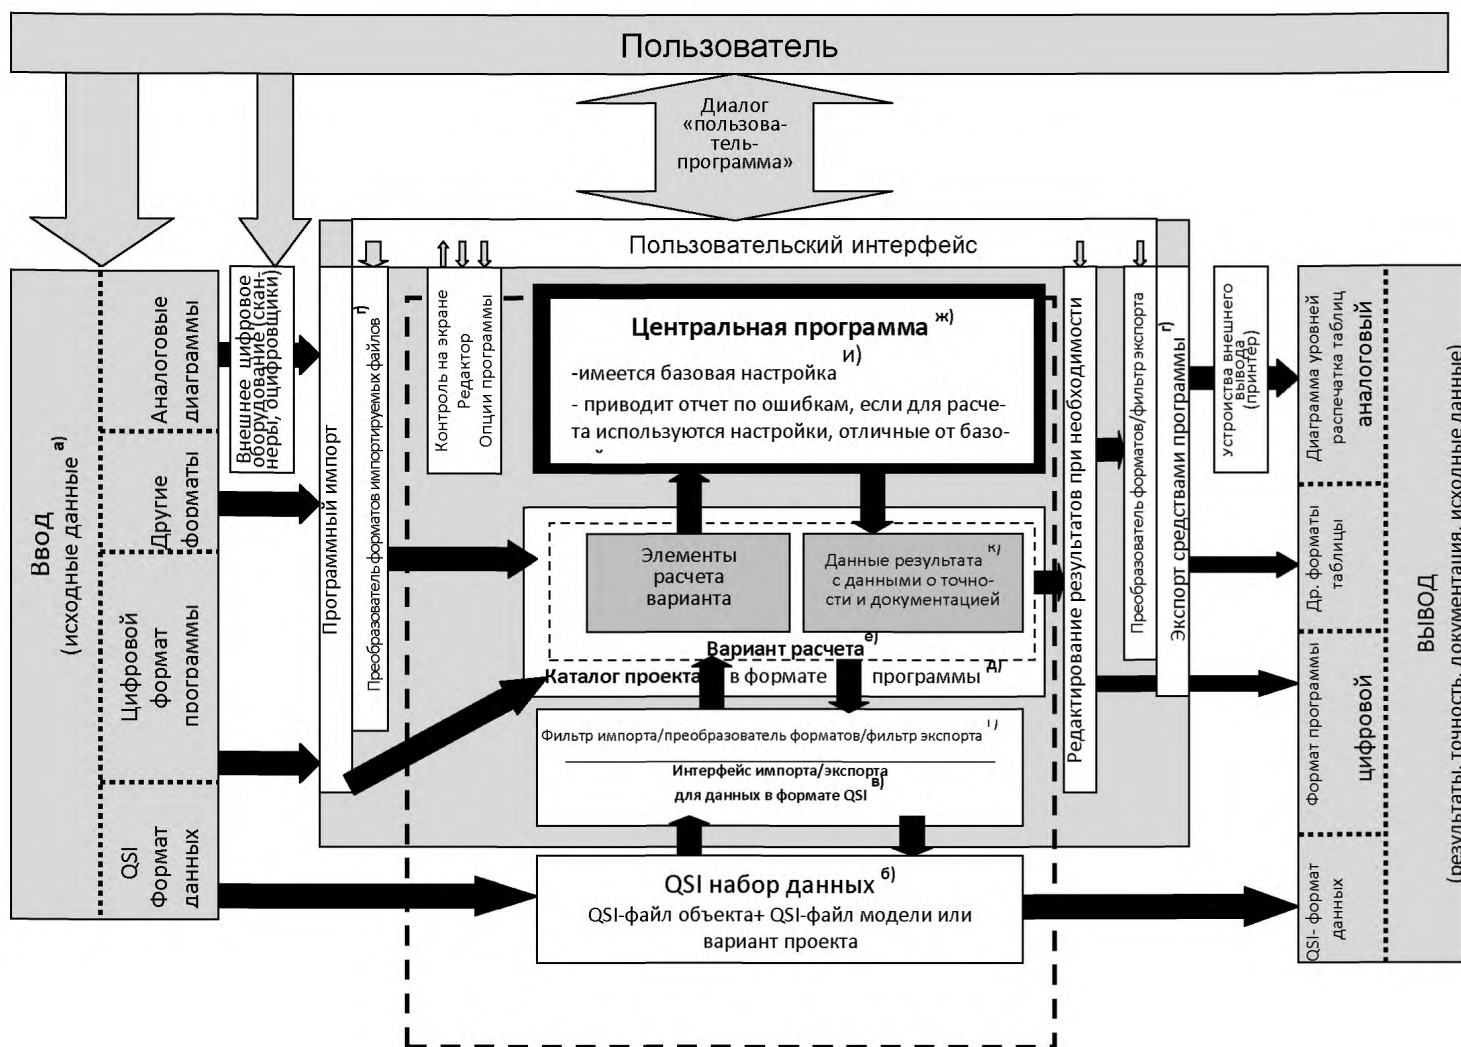 Пользователь
Диалог
«пользова-
тель-
программа»
Пользовательский интерфейс
ВВОД
(исходные данные) а)
Аналоговые
диаграммы
Другие
форматы
Цифровой
формат
программы
QSI
Формат
данных
Внешнее цифровое
оборудование (скан-
неры, оцифровщики)
Программный импорт
Преобразователь форматов импортируемых файлов г)
Контроль на экране
Редактор
Опции программы
Центральная программа ж)
и)
-имеется базовая настройка
- приводит отчет по ошибкам, если для расче-
та используются настройки, отличные от базо-
Элементы
расчета
варианта
Данные результата к)
с данными о точно-
сти и документацией
Вариант расчета е)
Каталог проекта в формате программы д)
Фильтр импорта/преобразователь форматов/фильтр экспорта
Интерфейс импорта/экспорта
для данных в формате QSI в)
QSI набор данных б)
QSI-файл объекта+ QSI-файл модели или
вариант проекта
Редактирование результатов при необходимости
Преобразователь форматов/фильтр экспорта
Экспорт средствами программы г)
Устройства внешнего
вывода
(принтер)
Диаграмма уровней
распечатка таблиц
аналоговый
Др. форматы
таблицы
Формат программы
цифровой
QSI- формат
данных
ВЫВОД
(результаты, точность, документация, исходные данные)